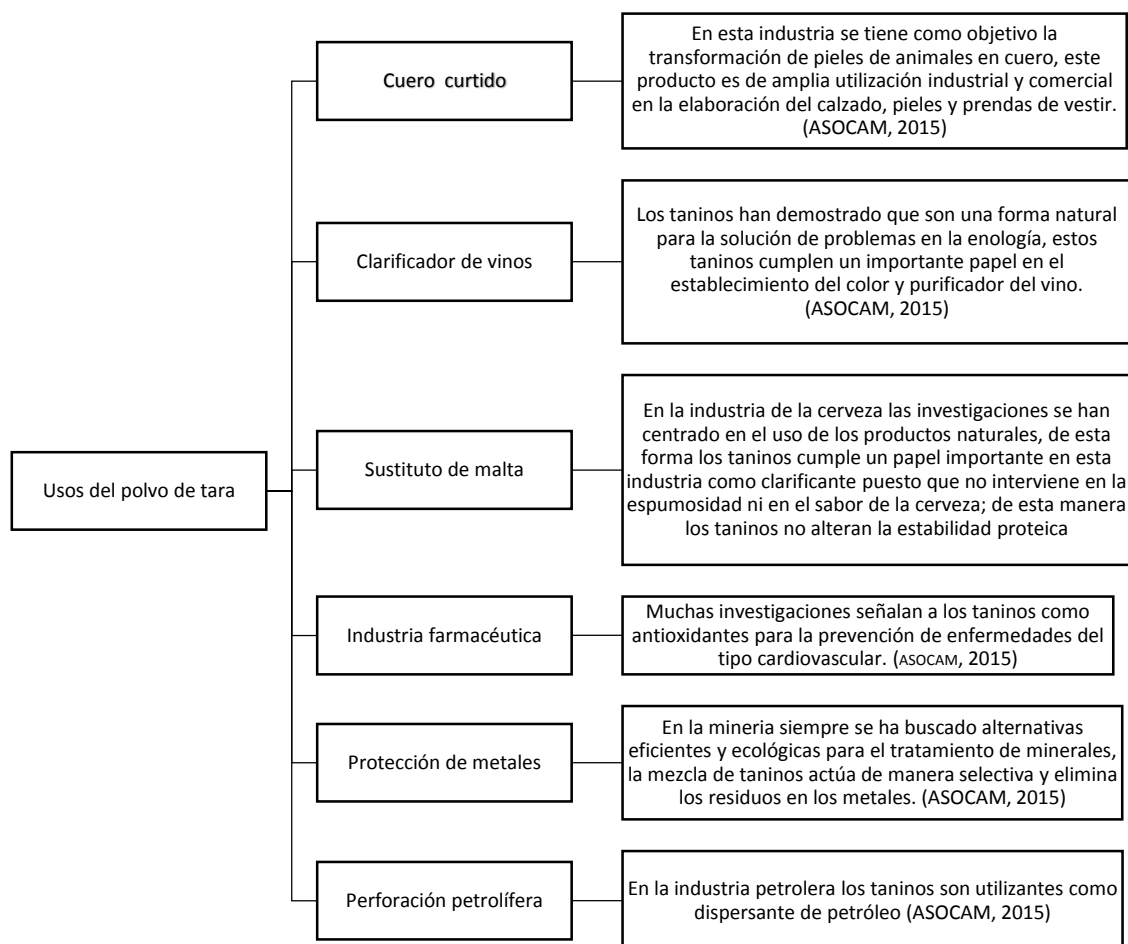 Usos del polvo de tara
Cuero curtido
En esta industria se tiene como objetivo la
transformación de pieles de animales en cuero, este
producto es de amplia utilización industrial y comercial
en la elaboración del calzado, pieles y prendas de vestir.
(ASOCAM, 2015)
Clarificador de vinos
Los taninos han demostrado que son una forma natural
para la solución de problemas en la enología, estos
taninos cumplen un importante papel en el
establecimiento del color y purificador del vino.
(ASOCAM, 2015)
Sustituto de malta
En la industria de la cerveza las investigaciones se han
centrado en el uso de los productos naturales, de esta
forma los taninos cumple un papel importante en esta
industria como clarificante puesto que no interviene en la
espumosidad ni en el sabor de la cerveza; de esta manera
los taninos no alteran la estabilidad proteica
Industria farmacéutica
Muchas investigaciones señalan a los taninos como
antioxidantes para la prevención de enfermedades del
tipo cardiovascular. (ASOCAM, 2015)
Protección de metales
En la mineria siempre se ha buscado alternativas
eficientes y ecológicas para el tratamiento de minerales,
la mezcla de taninos actúa de manera selectiva y elimina
los residuos en los metales. (ASOCAM, 2015)
Perforación petrolífera
En la industria petrolera los taninos son utilizantes como
dispersante de petróleo (ASOCAM, 2015)